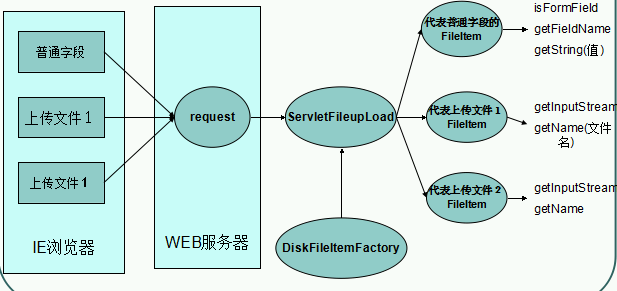 普通字段
上传文件1
上传文件1
IE浏览器
request
WEB服务器
ServletFileupLoad
DiskFileItemFactory
代表普通字段的
FileItem
isFormField
getFieldName
getString(值)
代表上传文件1
FileItem
getInputStream
getName(文件
名)
代表上传文件2
FileItem
getInputStream
getName